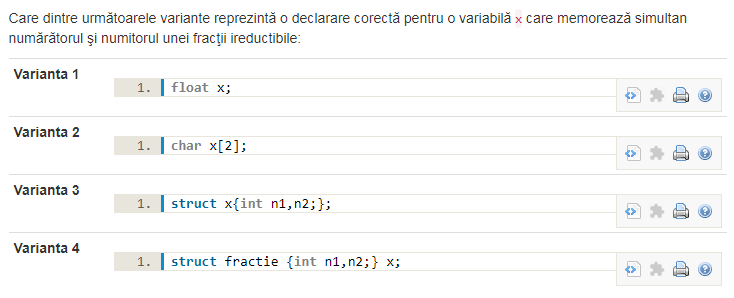 Care dintre următoarele variante reprezintă o declarare corectă pentru o variabilă x care memorează simultan
numărătorul și numitorul unei fracții ireductibile:
Varianta 1
1. float x;
Varianta 2
1. char x[2];
Varianta 3
1. struct x{int n1,n2;};
Varianta 4
1. struct fractie {int n1,n2;} x;